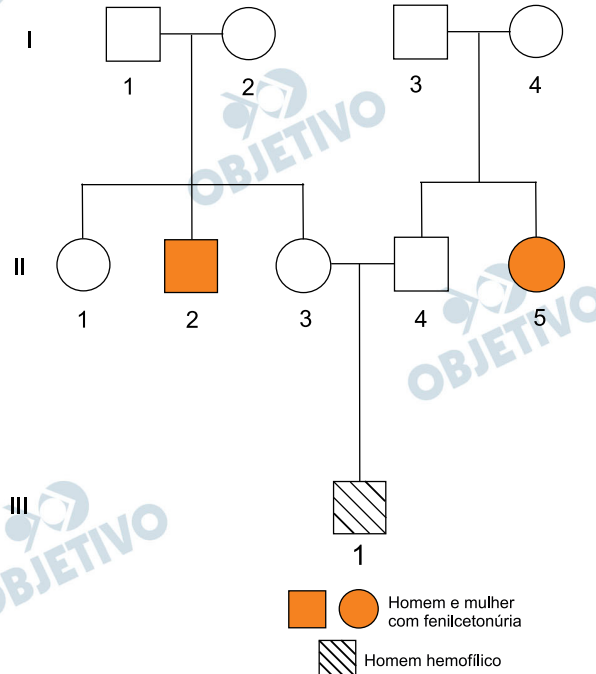 I
1 2 3 4
OBJETIVO
II
1 2 3 4 5
OBJETIVO
III
OBJETIVO
1
Homem e mulher
com fenilcetonúria
Homem hemofílico